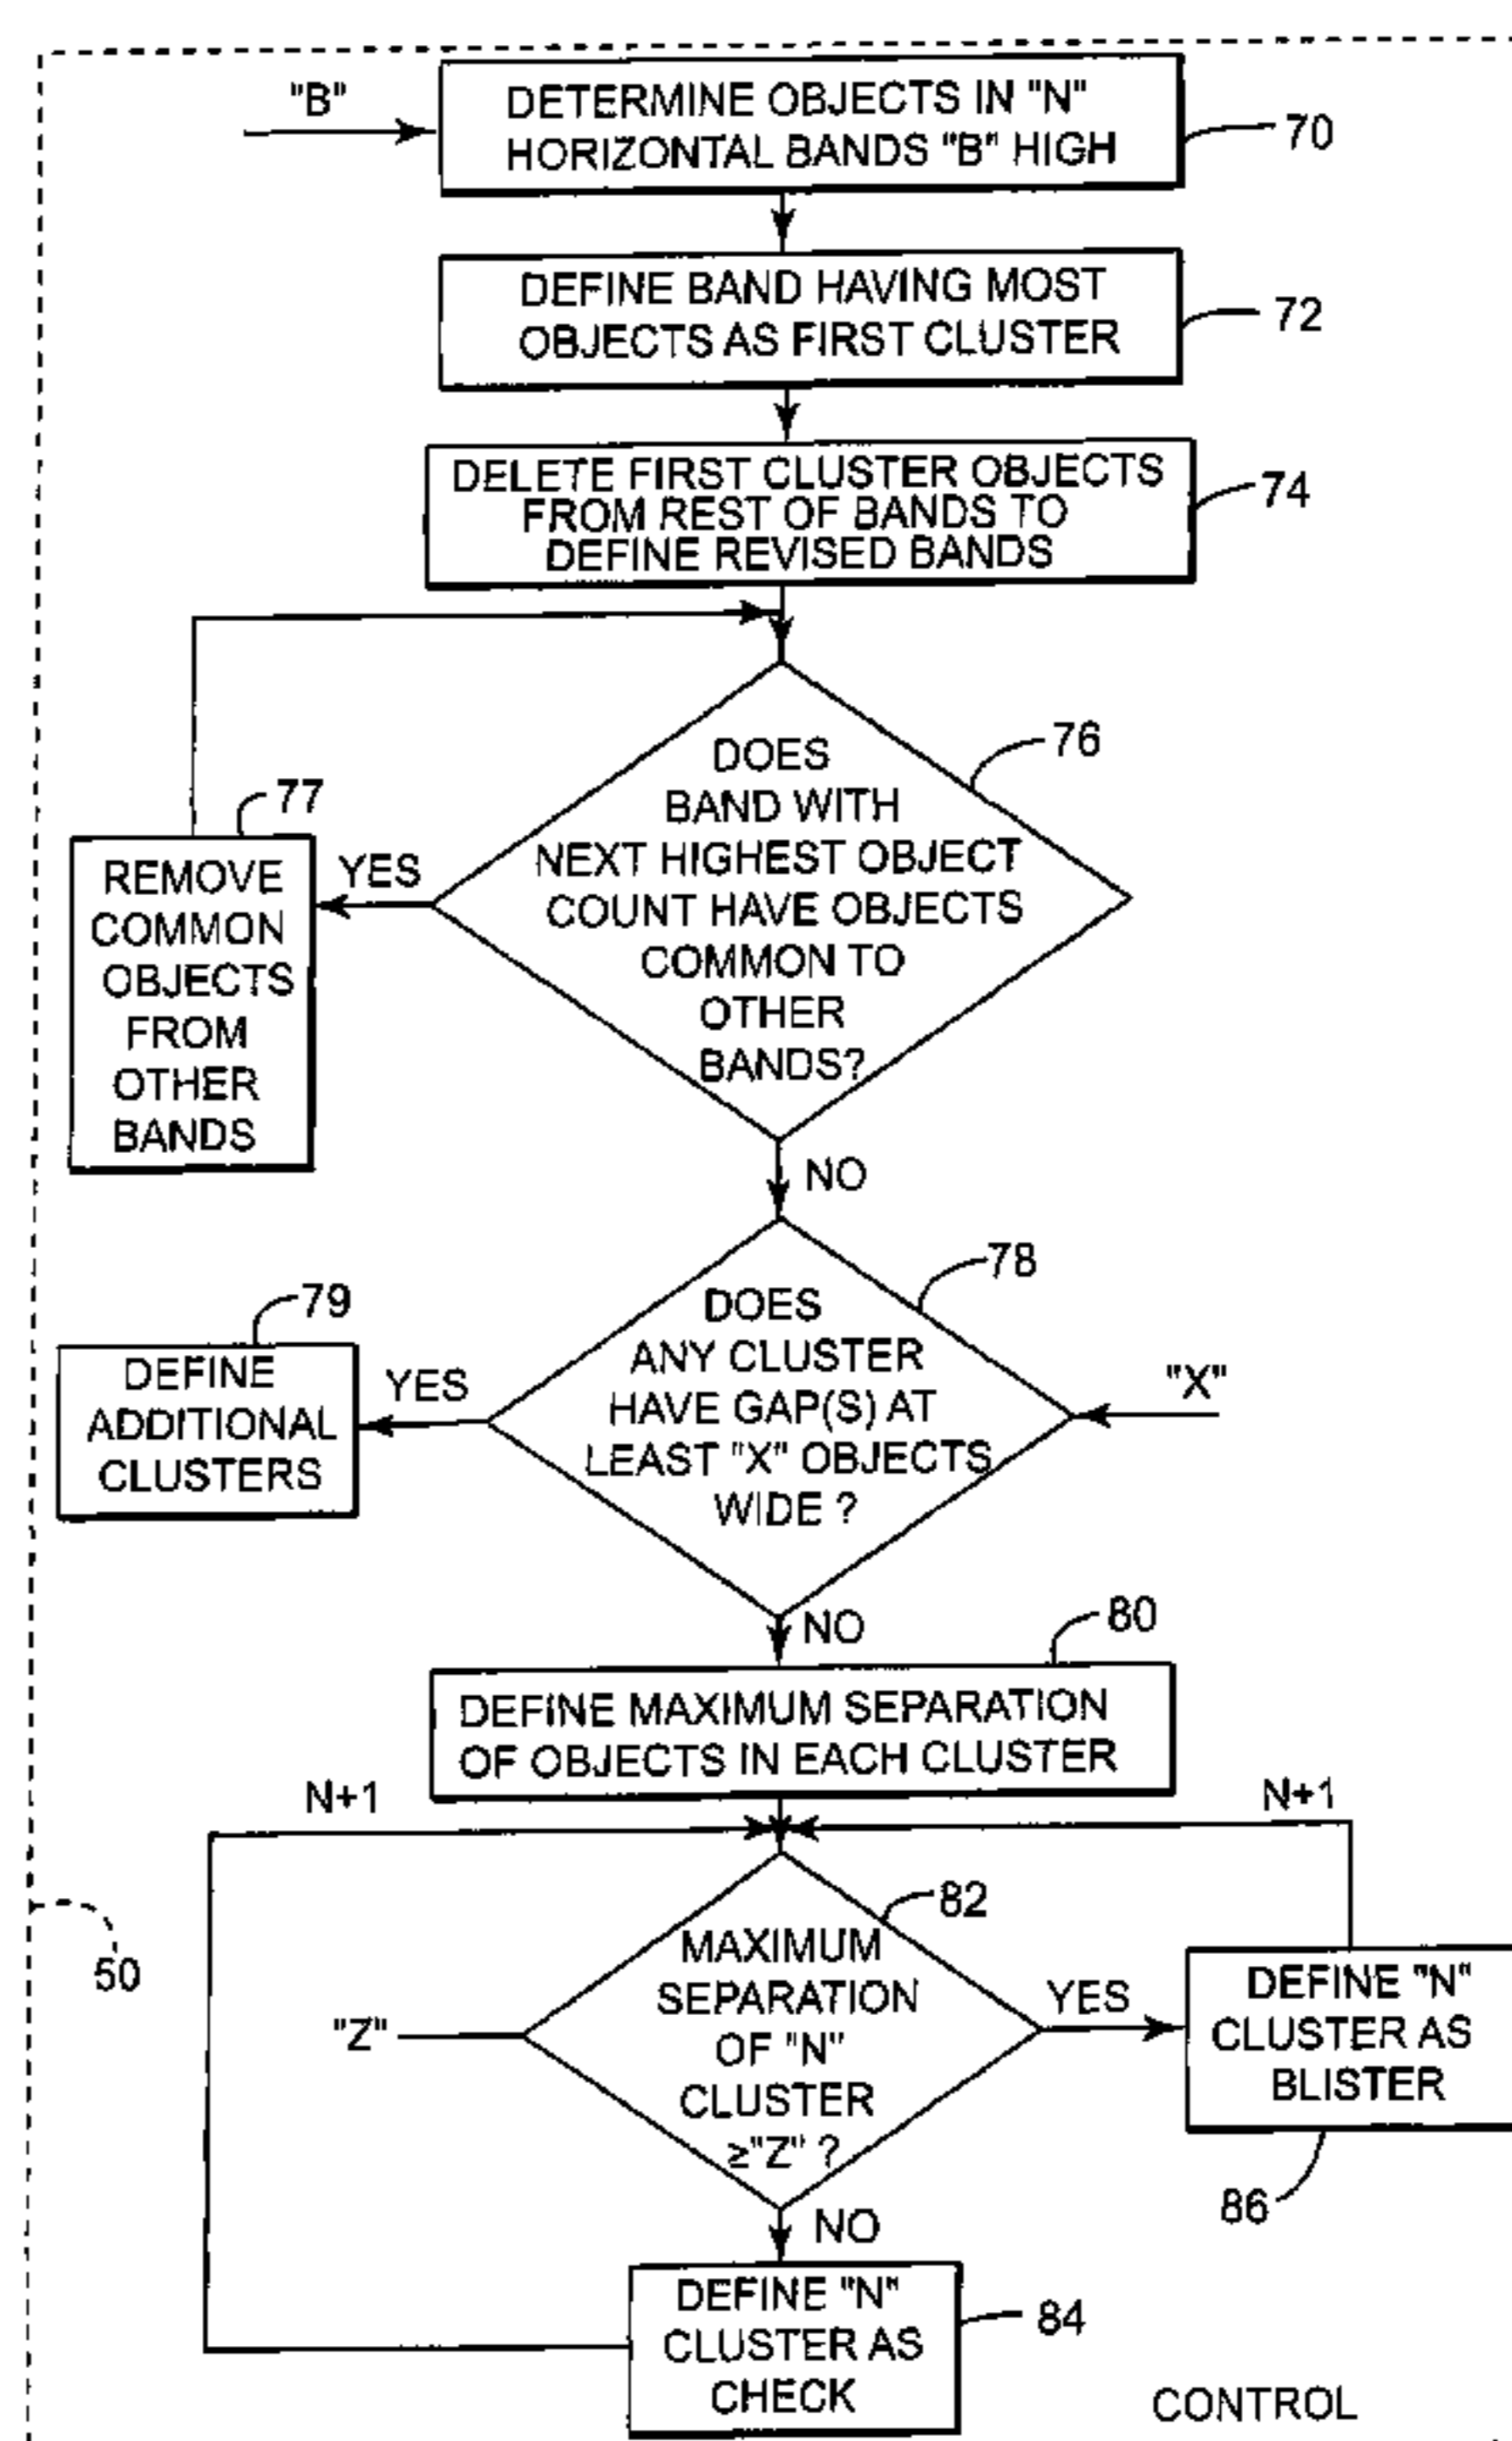 "B"
DETERMINE OBJECTS IN "N"
HORIZONTAL BANDS "B" HIGH
70
DEFINE BAND HAVING MOST
OBJECTS AS FIRST CLUSTER
72
DELETE FIRST CLUSTER OBJECTS
FROM REST OF BANDS TO
DEFINE REVISED BANDS
74
DOES
BAND WITH
NEXT HIGHEST OBJECT
COUNT HAVE OBJECTS
COMMON TO
OTHER
BANDS?
76
YES
77
REMOVE
COMMON
OBJECTS
FROM
OTHER
BANDS
NO
DOES
ANY CLUSTER
HAVE GAP(S) AT
LEAST "X" OBJECTS
WIDE ?
78
"X"
YES
79
DEFINE
ADDITIONAL
CLUSTERS
NO
80
DEFINE MAXIMUM SEPARATION
OF OBJECTS IN EACH CLUSTER
N+1
N+1
82
MAXIMUM
SEPARATION
OF "N"
CLUSTER
≥"Z" ?
"Z"
50
YES
DEFINE "N"
CLUSTER AS
BLISTER
86
NO
DEFINE "N"
CLUSTER AS
CHECK
84
CONTROL